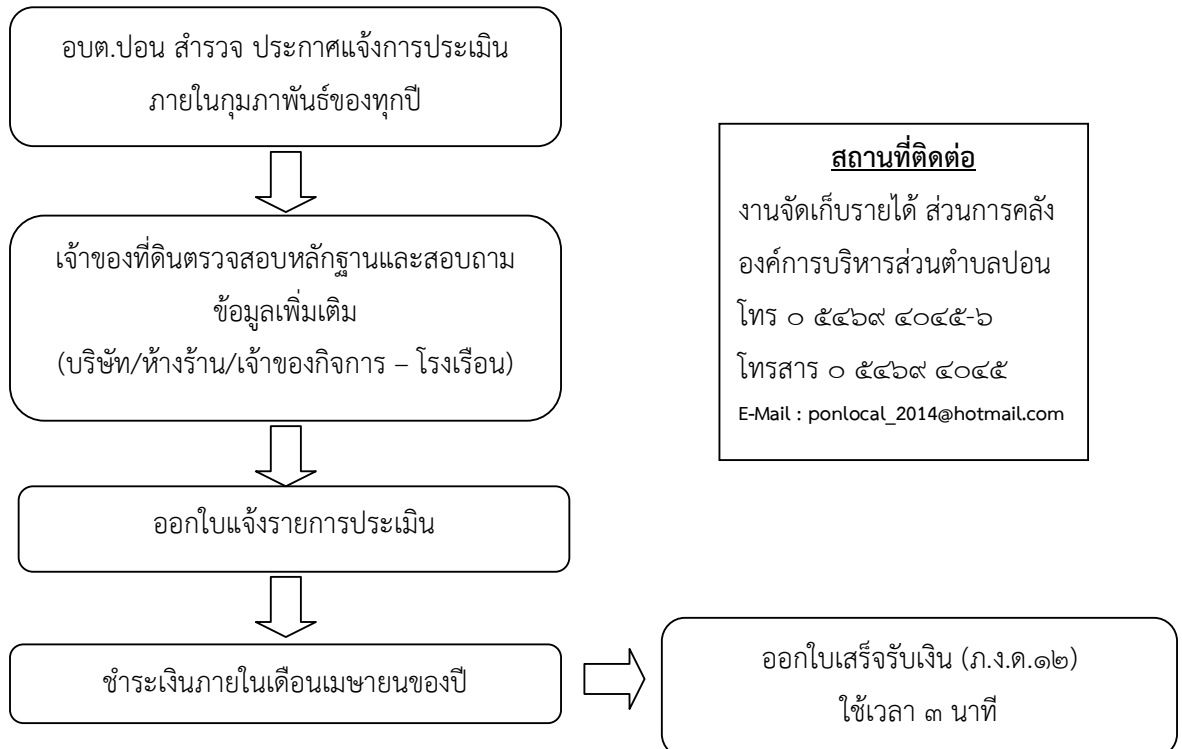 อบต.ปอน สำรวจ ประกาศแจ้งการประเมิน
ภายในกุมภาพันธ์ของทุกปี
เจ้าของที่ดินตรวจสอบหลักฐานและสอบถาม
ข้อมูลเพิ่มเติม
(บริษัท/ห้างร้าน/เจ้าของกิจการ – โรงเรือน)
ออกใบแจ้งรายการประเมิน
ชำระเงินภายในเดือนเมษายนของปี
ออกใบเสร็จรับเงิน (ภ.ง.ด.๑๒)
ใช้เวลา ๓ นาที
สถานที่ติดต่อ
งานจัดเก็บรายได้ ส่วนการคลัง
องค์การบริหารส่วนตำบลปอน
โทร ๐ ๕๔๖๙ ๔๐๔๕-๖
โทรสาร ๐ ๕๔๖๙ ๔๐๔๕
E-Mail : ponlocal_2014@hotmail.com